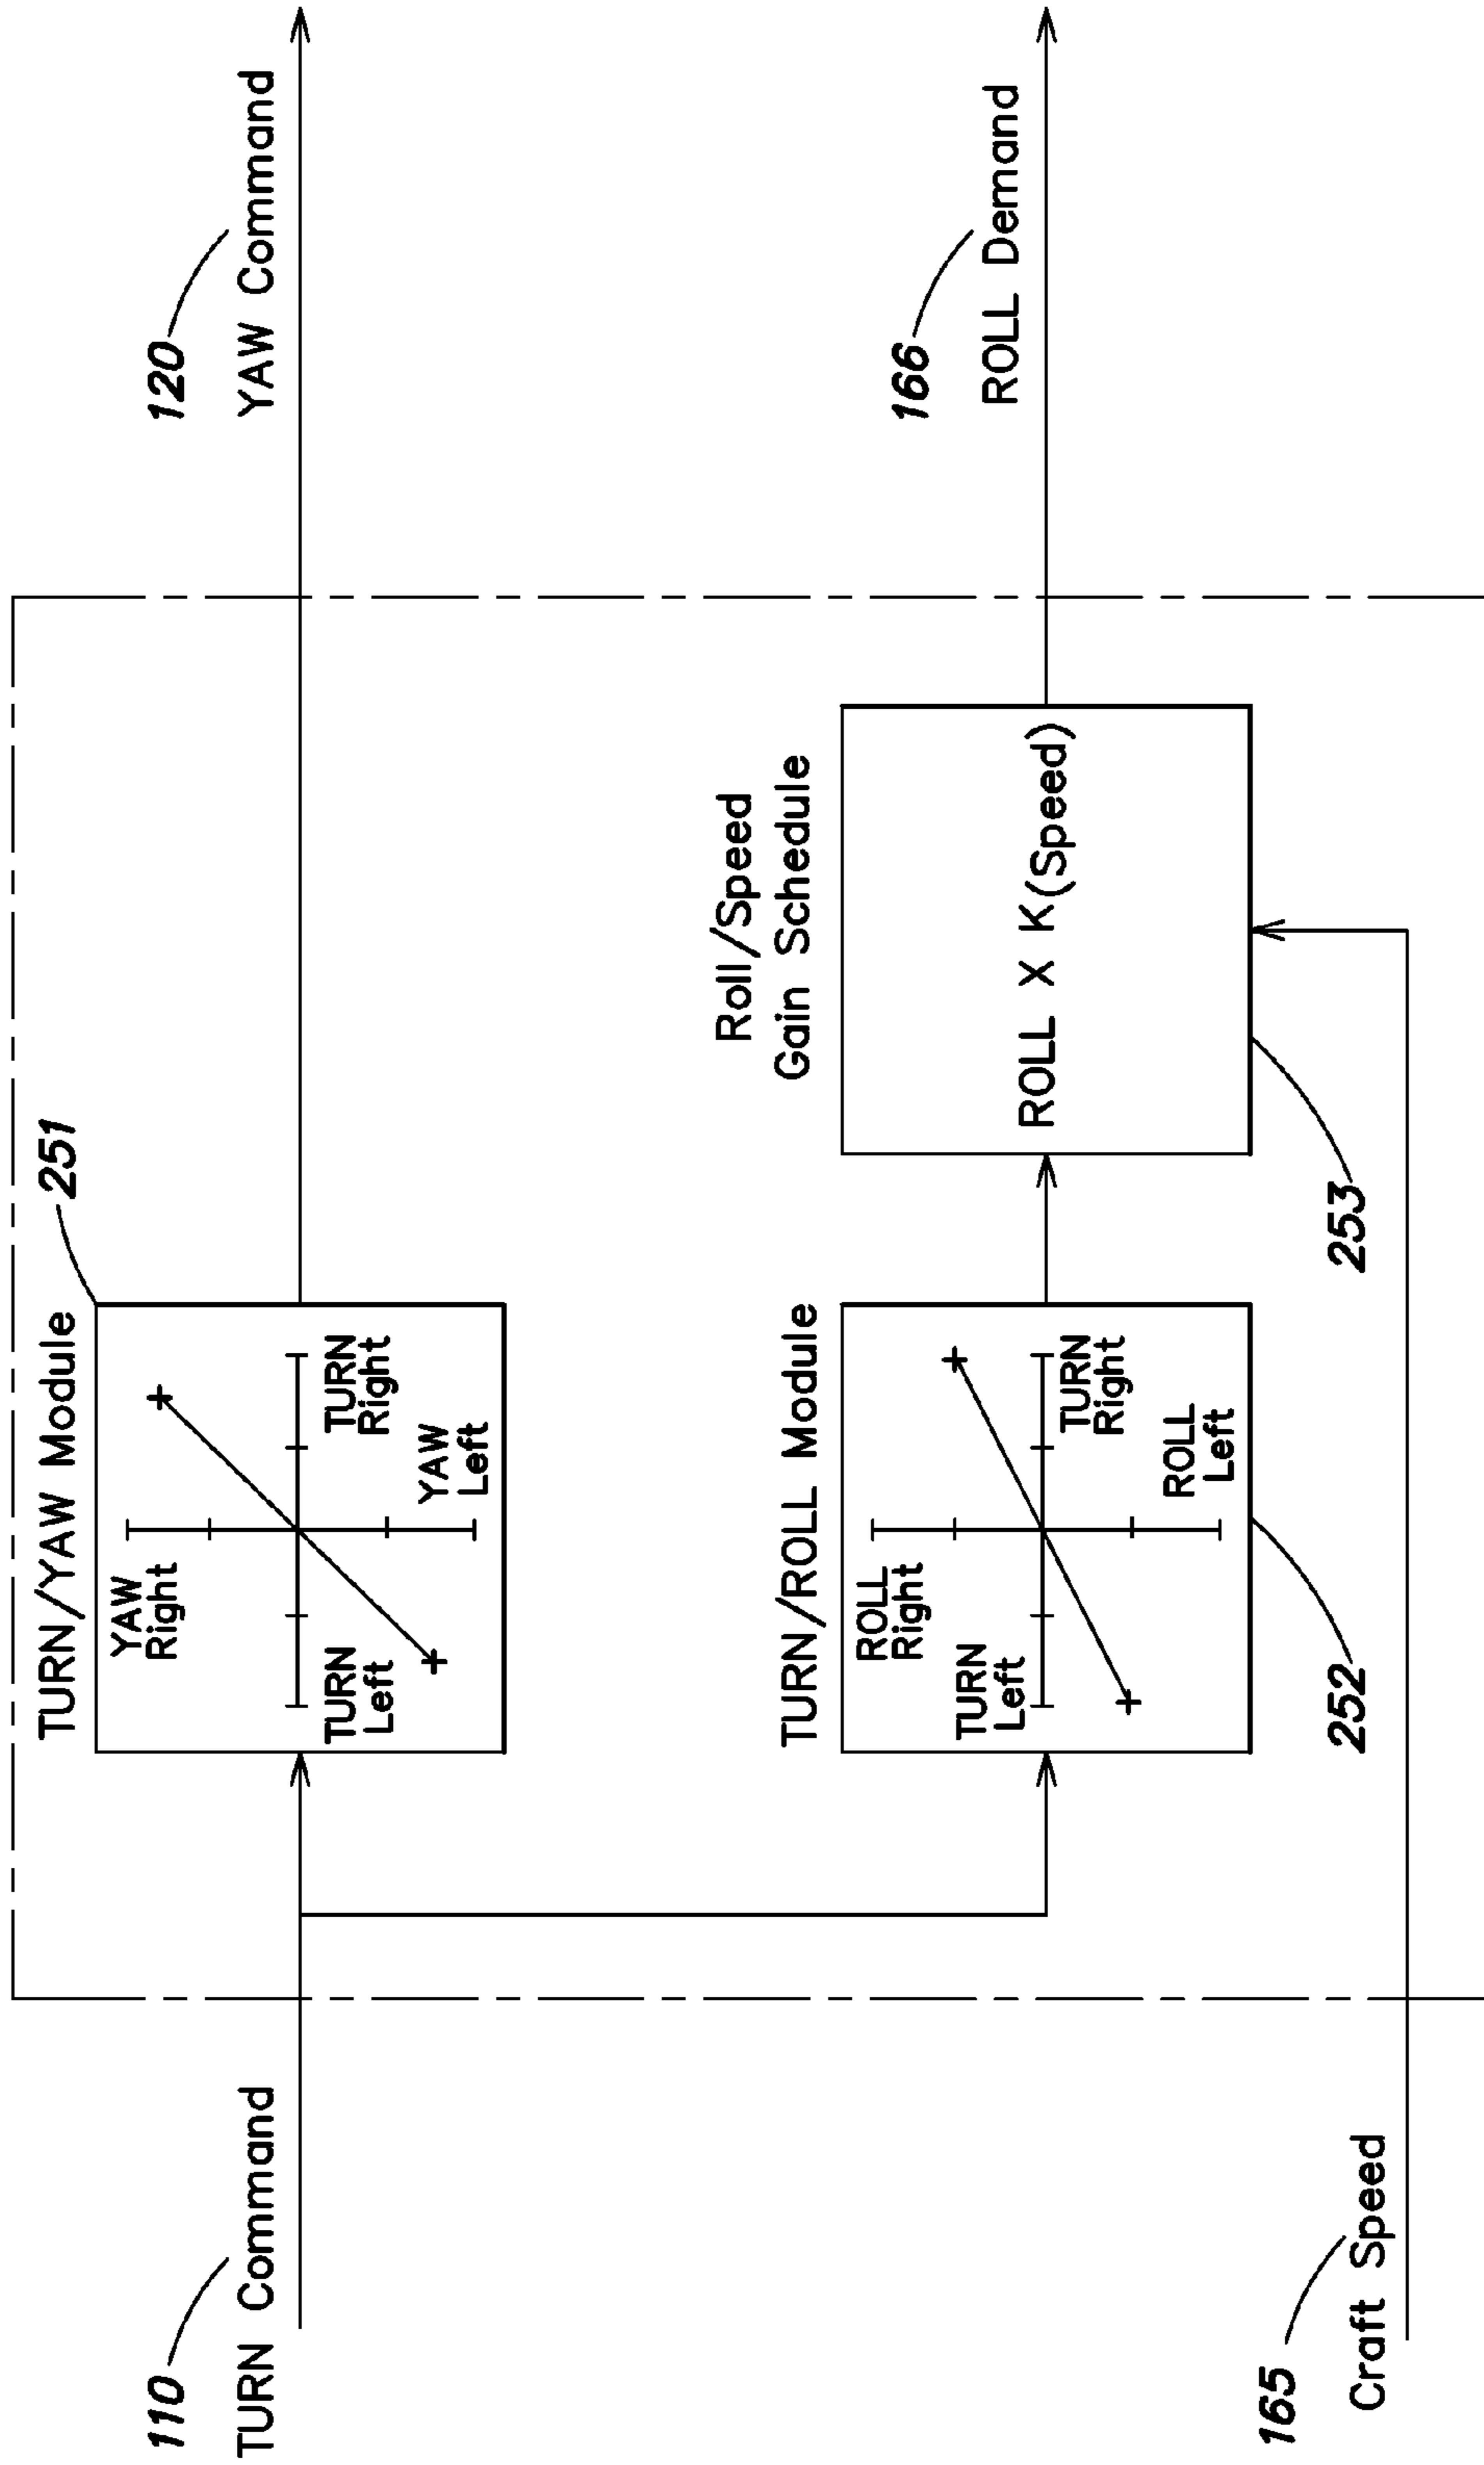 251
TURN/YAW Module
YAW
Right
TURN
Left
TURN
Right
YAW
Left
110
TURN Command
120
YAW Command
Roll/Speed
Gain Schedule
TURN/ROLL Module
ROLL
Right
TURN
Left
TURN
Right
ROLL
Left
252
ROLL X K(Speed)
253
166
ROLL Demand
165
Craft Speed